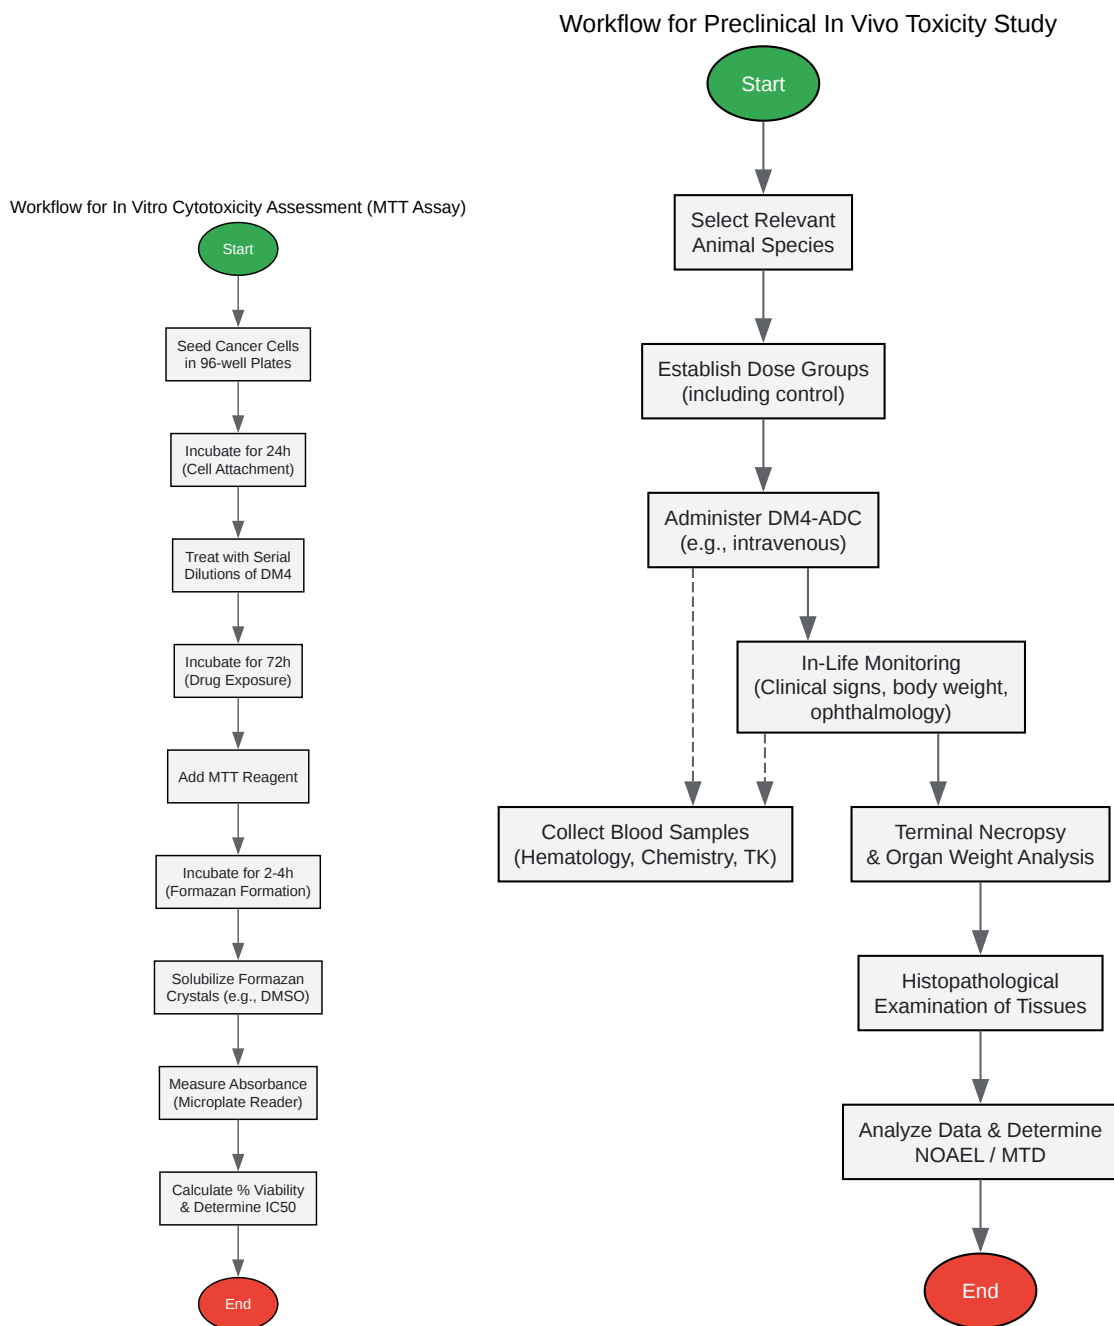 Workflow for In Vitro Cytotoxicity Assessment (MTT Assay)
Start
Seed Cancer Cells
in 96-well Plates
Incubate for 24h
(Cell Attachment)
Treat with Serial
Dilutions of DM4
Incubate for 72h
(Drug Exposure)
Add MTT Reagent
Incubate for 2-4h
(Formazan Formation)
Solubilize Formazan
Crystals (e.g., DMSO)
Measure Absorbance
(Microplate Reader)
Calculate % Viability
& Determine IC50
End
Workflow for Preclinical In Vivo Toxicity Study
Start
Select Relevant
Animal Species
Establish Dose Groups
(including control)
Administer DM4-ADC
(e.g., intravenous)
In-Life Monitoring
(Clinical signs, body weight,
ophthalmology)
Collect Blood Samples
(Hematology, Chemistry, TK)
Terminal Necropsy
& Organ Weight Analysis
Histopathological
Examination of Tissues
Analyze Data & Determine
NOAEL / MTD
End